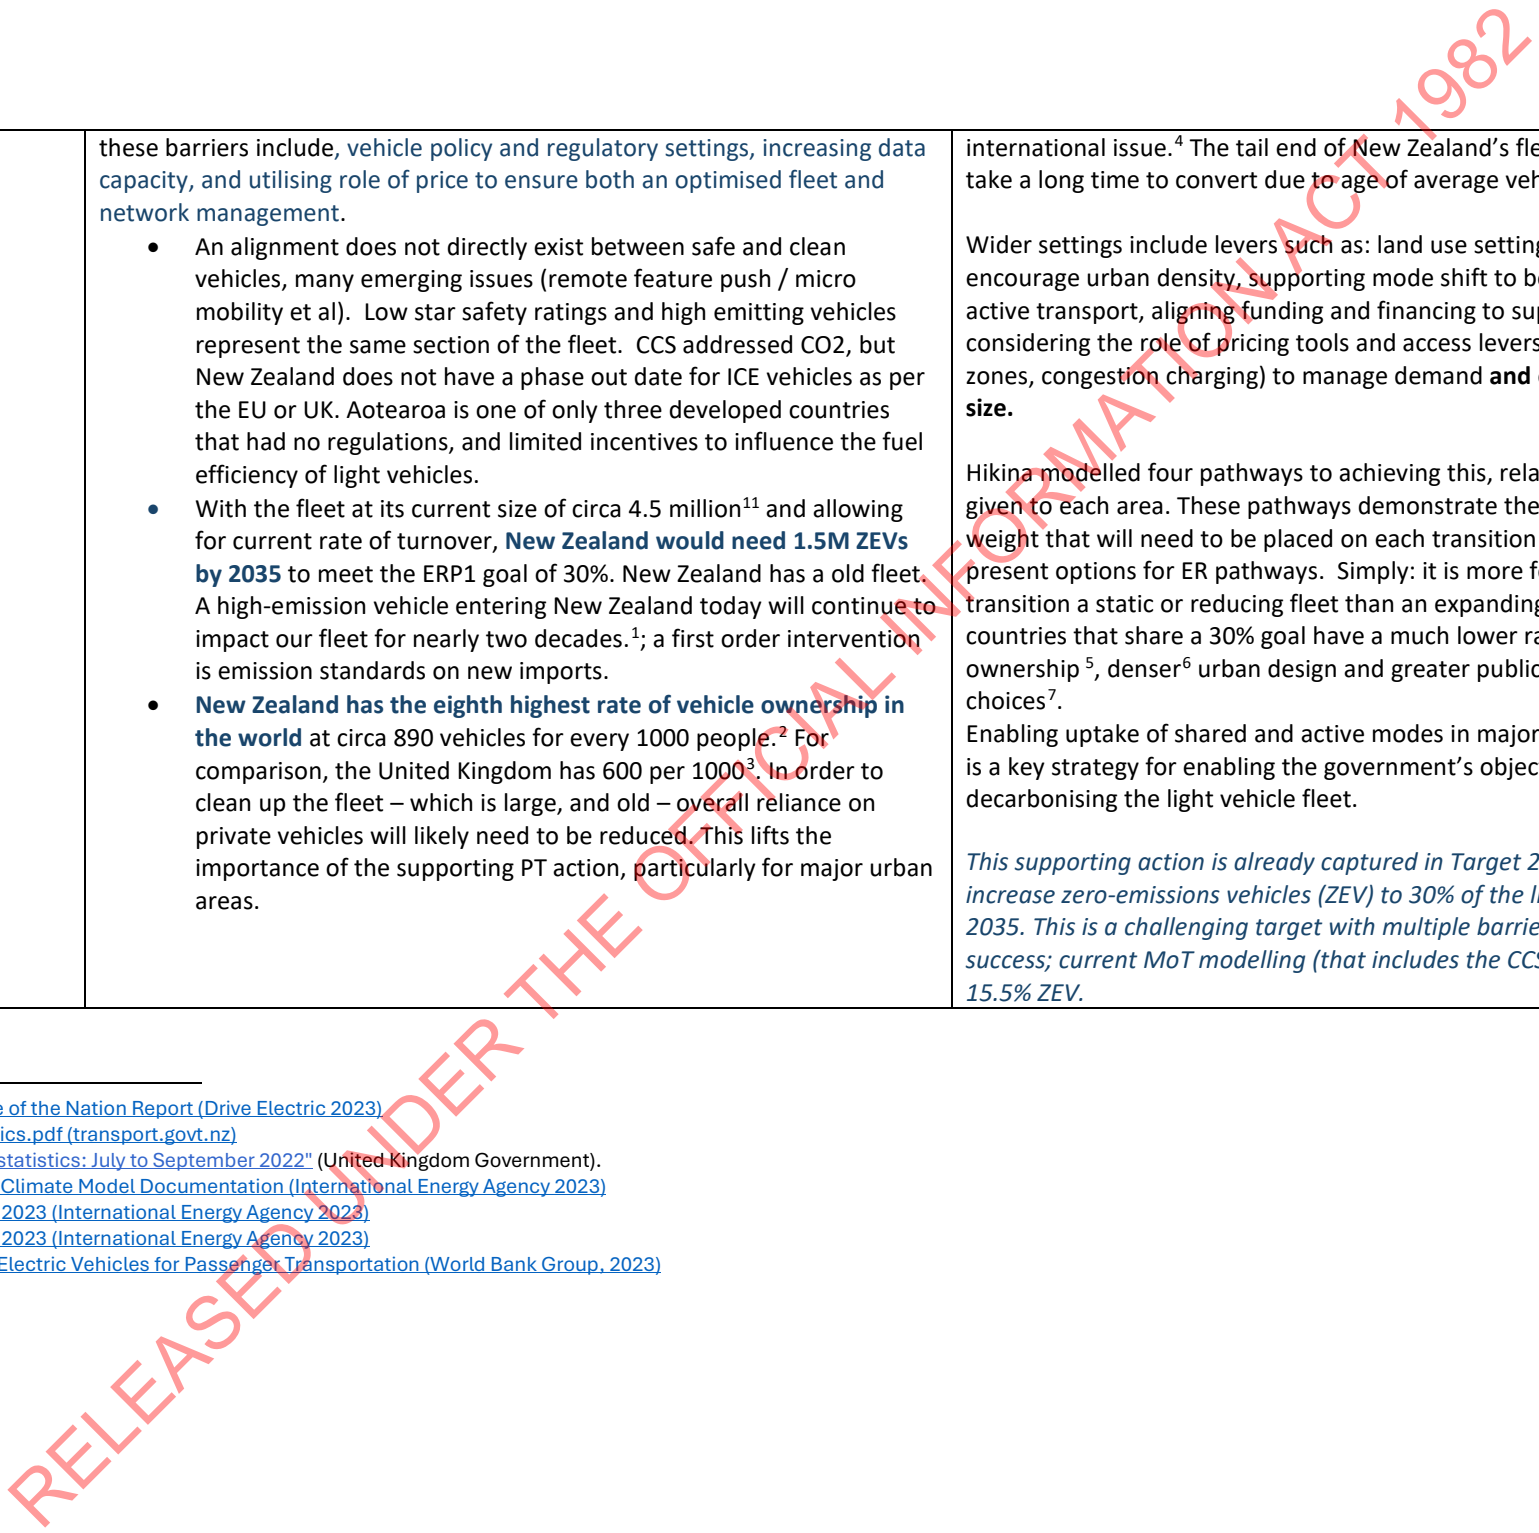 these barriers include, vehicle policy and regulatory settings, increasing data
capacity, and utilising role of price to ensure both an optimised fleet and
network management.
• An alignment does not directly exist between safe and clean
vehicles, many emerging issues (remote feature push / micro
mobility et al). Low star safety ratings and high emitting vehicles
represent the same section of the fleet. CCS addressed CO2, but
New Zealand does not have a phase out date for ICE vehicles as per
the EU or UK. Aotearoa is one of only three developed countries
that had no regulations, and limited incentives to influence the fuel
efficiency of light vehicles.
• With the fleet at its current size of circa 4.5 million11 and allowing
for current rate of turnover, New Zealand would need 1.5M ZEVs
by 2035 to meet the ERP1 goal of 30%. New Zealand has a old fleet.
A high-emission vehicle entering New Zealand today will continue to
impact our fleet for nearly two decades.1; a first order intervention
is emission standards on new imports.
• New Zealand has the eighth highest rate of vehicle ownership in
the world at circa 890 vehicles for every 1000 people.2 For
comparison, the United Kingdom has 600 per 10003. In order to
clean up the fleet – which is large, and old – overall reliance on
private vehicles will likely need to be reduced. This lifts the
importance of the supporting PT action, particularly for major urban
areas.
international issue.4 The tail end of New Zealand's fle
take a long time to convert due to age of average veh
Wider settings include levers such as: land use setting
encourage urban density, supporting mode shift to b
active transport, aligning funding and financing to sup
considering the role of pricing tools and access levers
zones, congestion charging) to manage demand and
size.
Hikina modelled four pathways to achieving this, rela
given to each area. These pathways demonstrate the
weight that will need to be placed on each transition
present options for ER pathways. Simply: it is more f
transition a static or reducing fleet than an expanding
countries that share a 30% goal have a much lower ra
ownership 5, denser6 urban design and greater public
choices7.
Enabling uptake of shared and active modes in major
is a key strategy for enabling the government's objec
decarbonising the light vehicle fleet.
This supporting action is already captured in Target 2
increase zero-emissions vehicles (ZEV) to 30% of the l
2035. This is a challenging target with multiple barrie
success; current MoT modelling (that includes the CCS
15.5% ZEV.
e of the Nation Report (Drive Electric 2023)
ics.pdf (transport.govt.nz)
statistics: July to September 2022" (United Kingdom Government).
Climate Model Documentation (International Energy Agency 2023)
2023 (International Energy Agency 2023)
2023 (International Energy Agency 2023)
Electric Vehicles for Passenger Transportation (World Bank Group, 2023)
RELEASED UNDER THE OFFICIAL INFORMATION ACT 1982